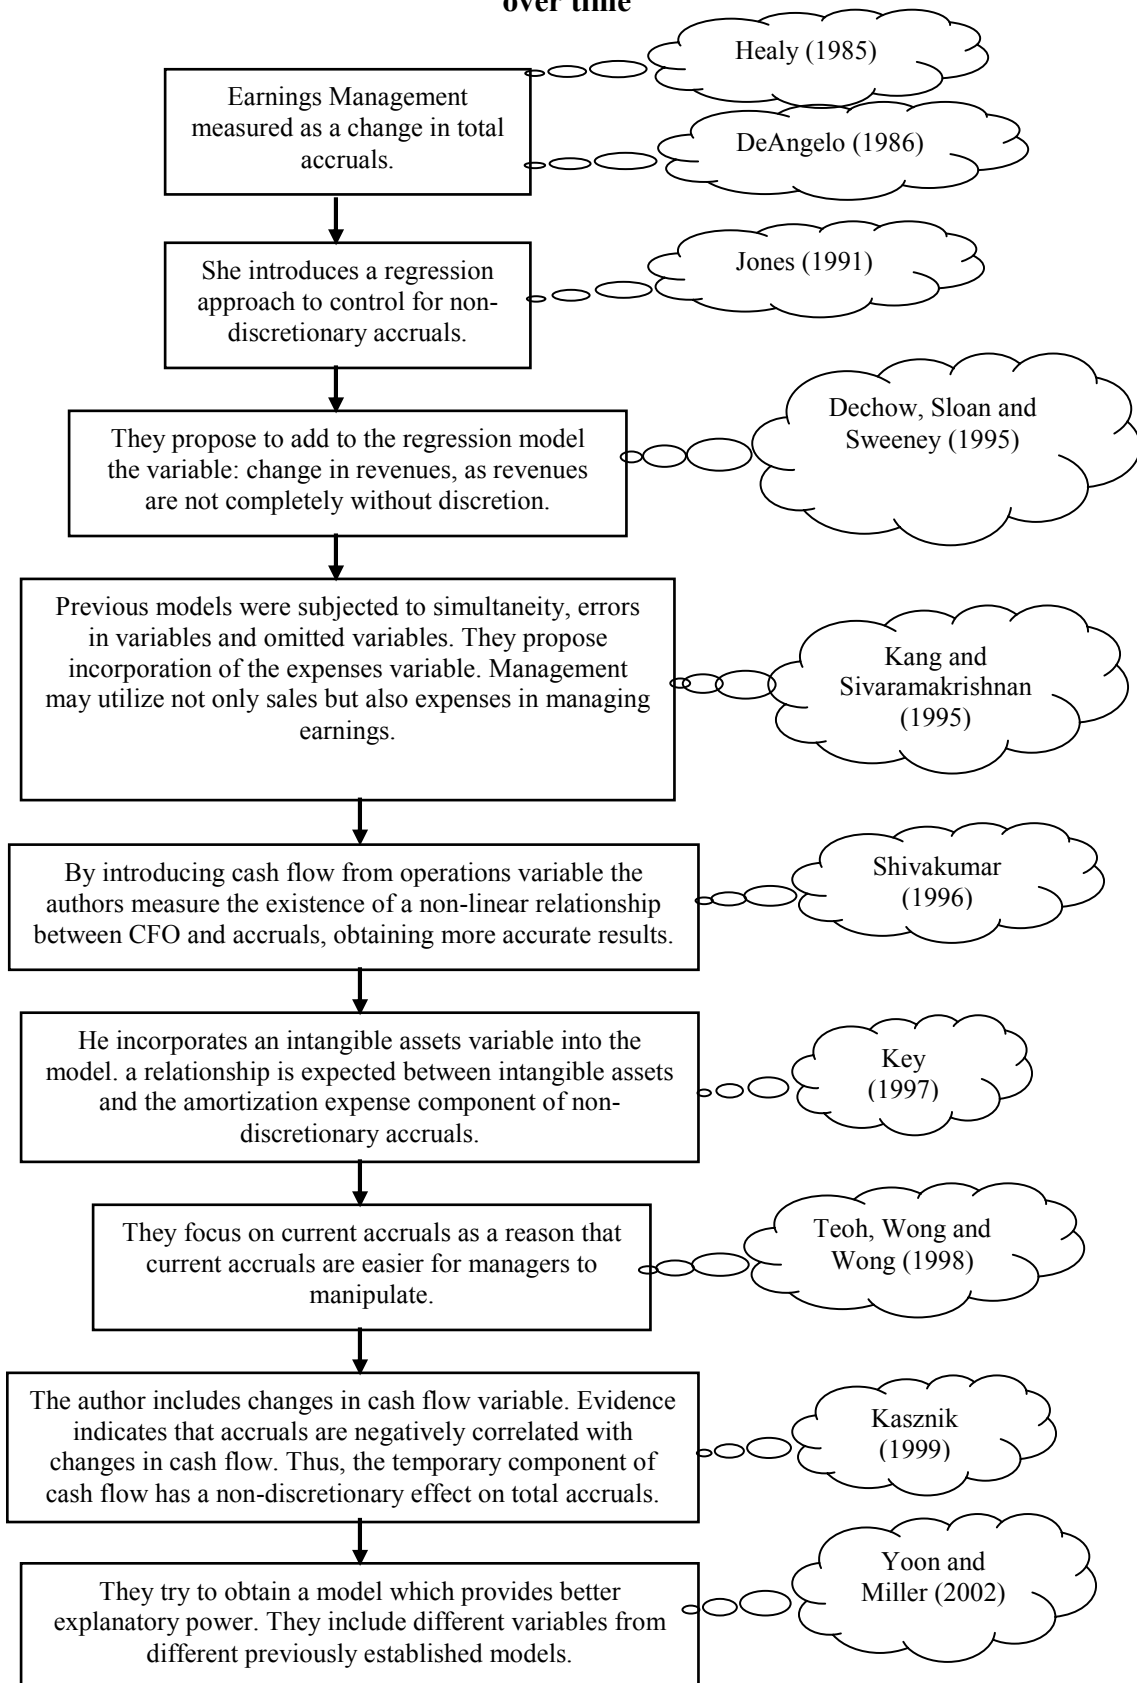 over time
Healy (1985)
Earnings Management
measured as a change in total
accruals.
DeAngelo (1986)
She introduces a regression
approach to control for non-
discretionary accruals.
Jones (1991)
They propose to add to the regression model
the variable: change in revenues, as revenues
are not completely without discretion.
Dechow, Sloan and
Sweeney (1995)
Previous models were subjected to simultaneity, errors
in variables and omitted variables. They propose
incorporation of the expenses variable. Management
may utilize not only sales but also expenses in managing
earnings.
Kang and
Sivaramakrishnan
(1995)
By introducing cash flow from operations variable the
authors measure the existence of a non-linear relationship
between CFO and accruals, obtaining more accurate results.
Shivakumar
(1996)
He incorporates an intangible assets variable into the
model. a relationship is expected between intangible assets
and the amortization expense component of non-
discretionary accruals.
Key
(1997)
They focus on current accruals as a reason that
current accruals are easier for managers to
manipulate.
Teoh, Wong and
Wong (1998)
The author includes changes in cash flow variable. Evidence
indicates that accruals are negatively correlated with
changes in cash flow. Thus, the temporary component of
cash flow has a non-discretionary effect on total accruals.
Kasznik
(1999)
They try to obtain a model which provides better
explanatory power. They include different variables from
different previously established models.
Yoon and
Miller (2002)